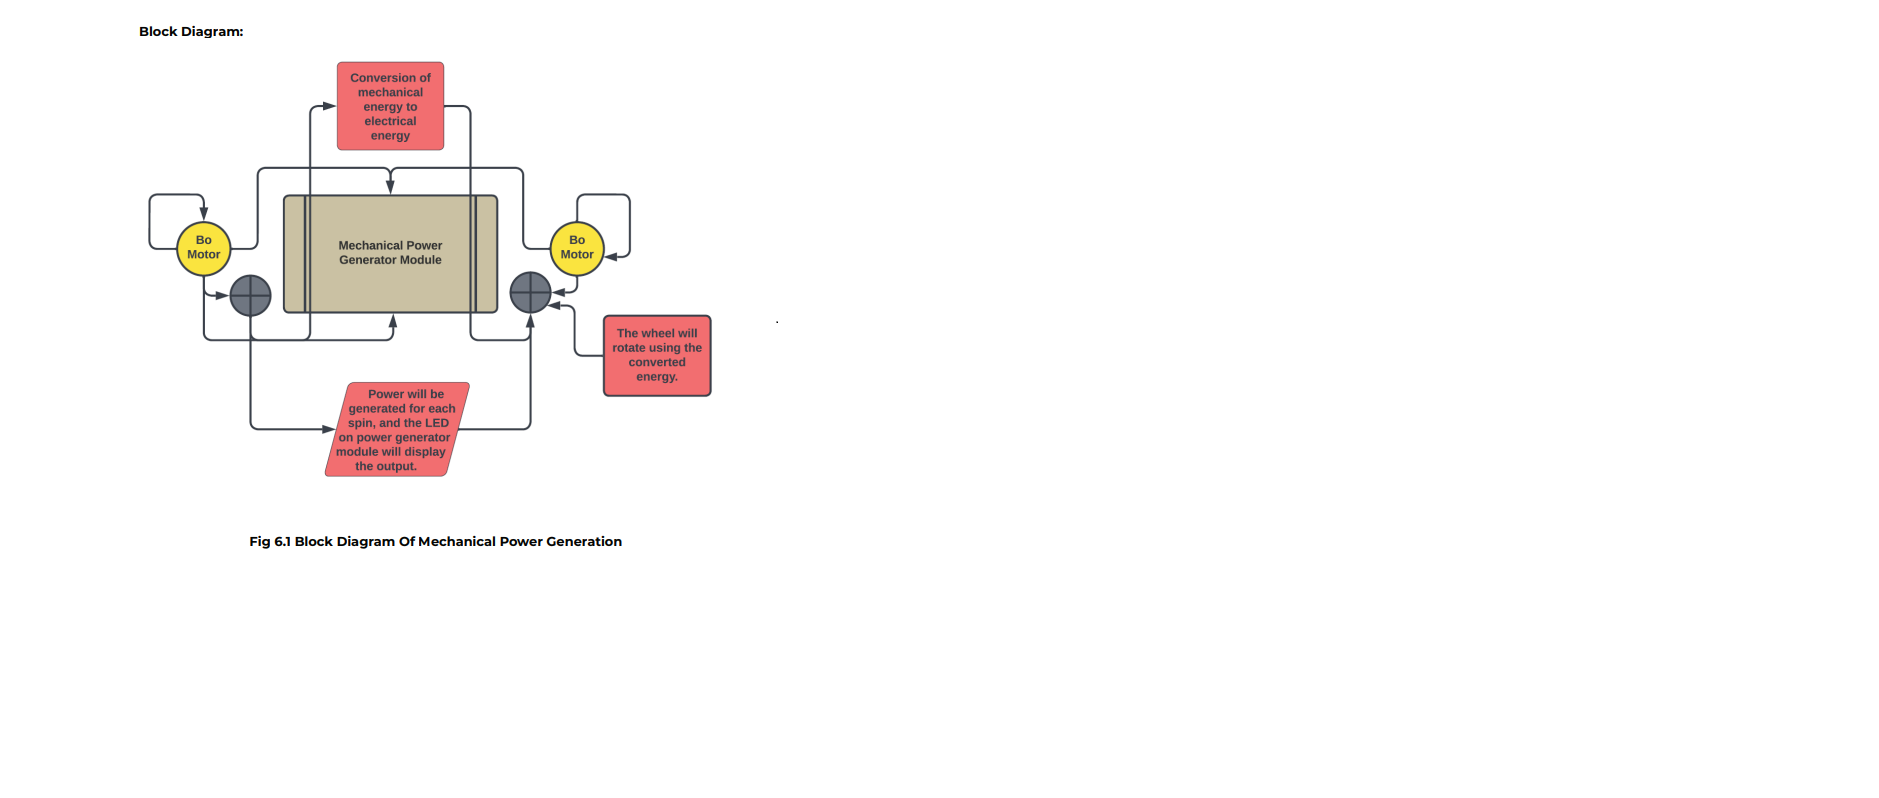 Block Diagram:
Conversion of
mechanical
energy to
electrical
energy
Bo
Motor
Mechanical Power
Generator Module
Bo
Motor
The wheel will
rotate using the
converted
energy.
Power will be
generated for each
spin, and the LED
on power generator
module will display
the output.
Fig 6.1 Block Diagram Of Mechanical Power Generation